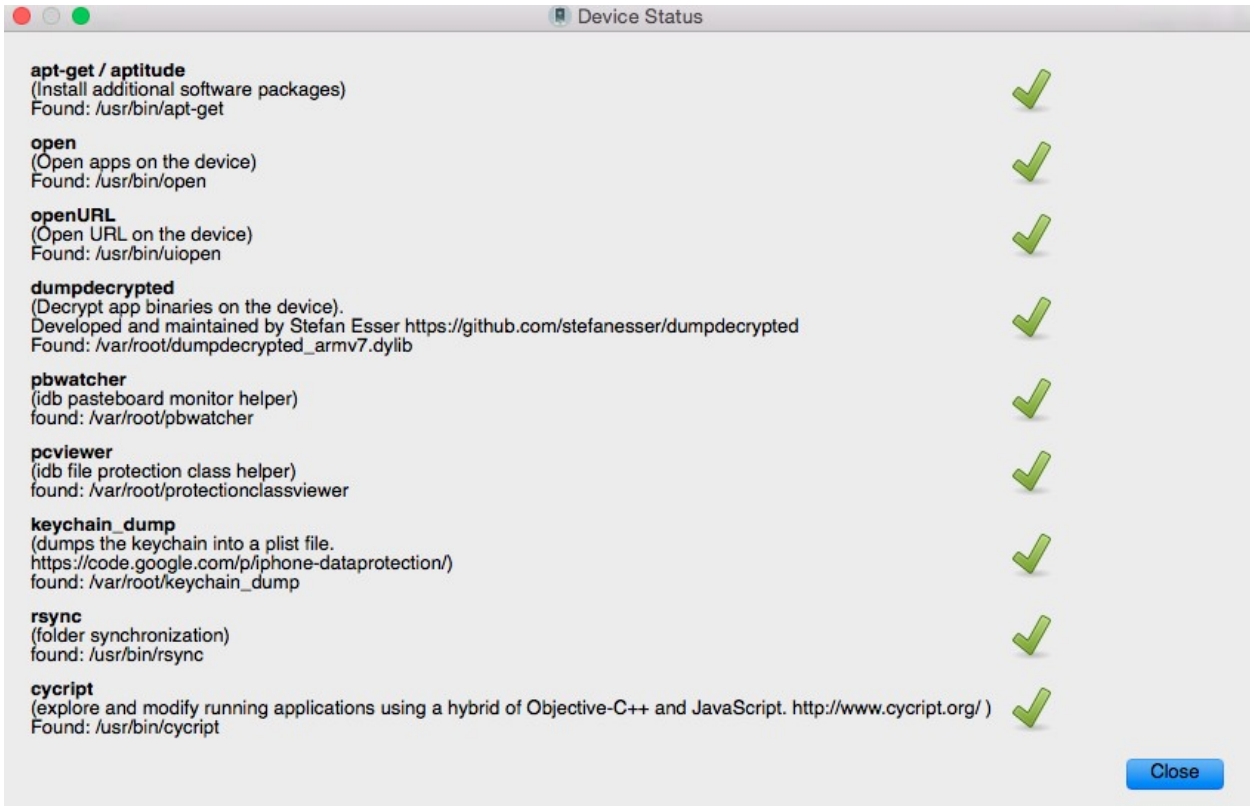 Device Status
apt-get / aptitude
(Install additional software packages)
Found: /usr/bin/apt-get
open
(Open apps on the device)
Found: /usr/bin/open
openURL
(Open URL on the device)
Found: /usr/bin/uiopen
dumpdecrypted
(Decrypt app binaries on the device).
Developed and maintained by Stefan Esser https://github.com/stefanesser/dumpdecrypted
Found: /var/root/dumpdecrypted_armv7.dylib
pbwatcher
(idb pasteboard monitor helper)
found: /var/root/pbwatcher
pcviewer
(idb file protection class helper)
found: /var/root/protectionclassviewer
keychain_dump
(dumps the keychain into a plist file.
https://code.google.com/p/iphone-dataprotection/)
found: /var/root/keychain_dump
rsync
(folder synchronization)
found: /usr/bin/rsync
cycript
(explore and modify running applications using a hybrid of Objective-C++ and JavaScript. http://www.cycript.org/ )
Found: /usr/bin/cycript
Close